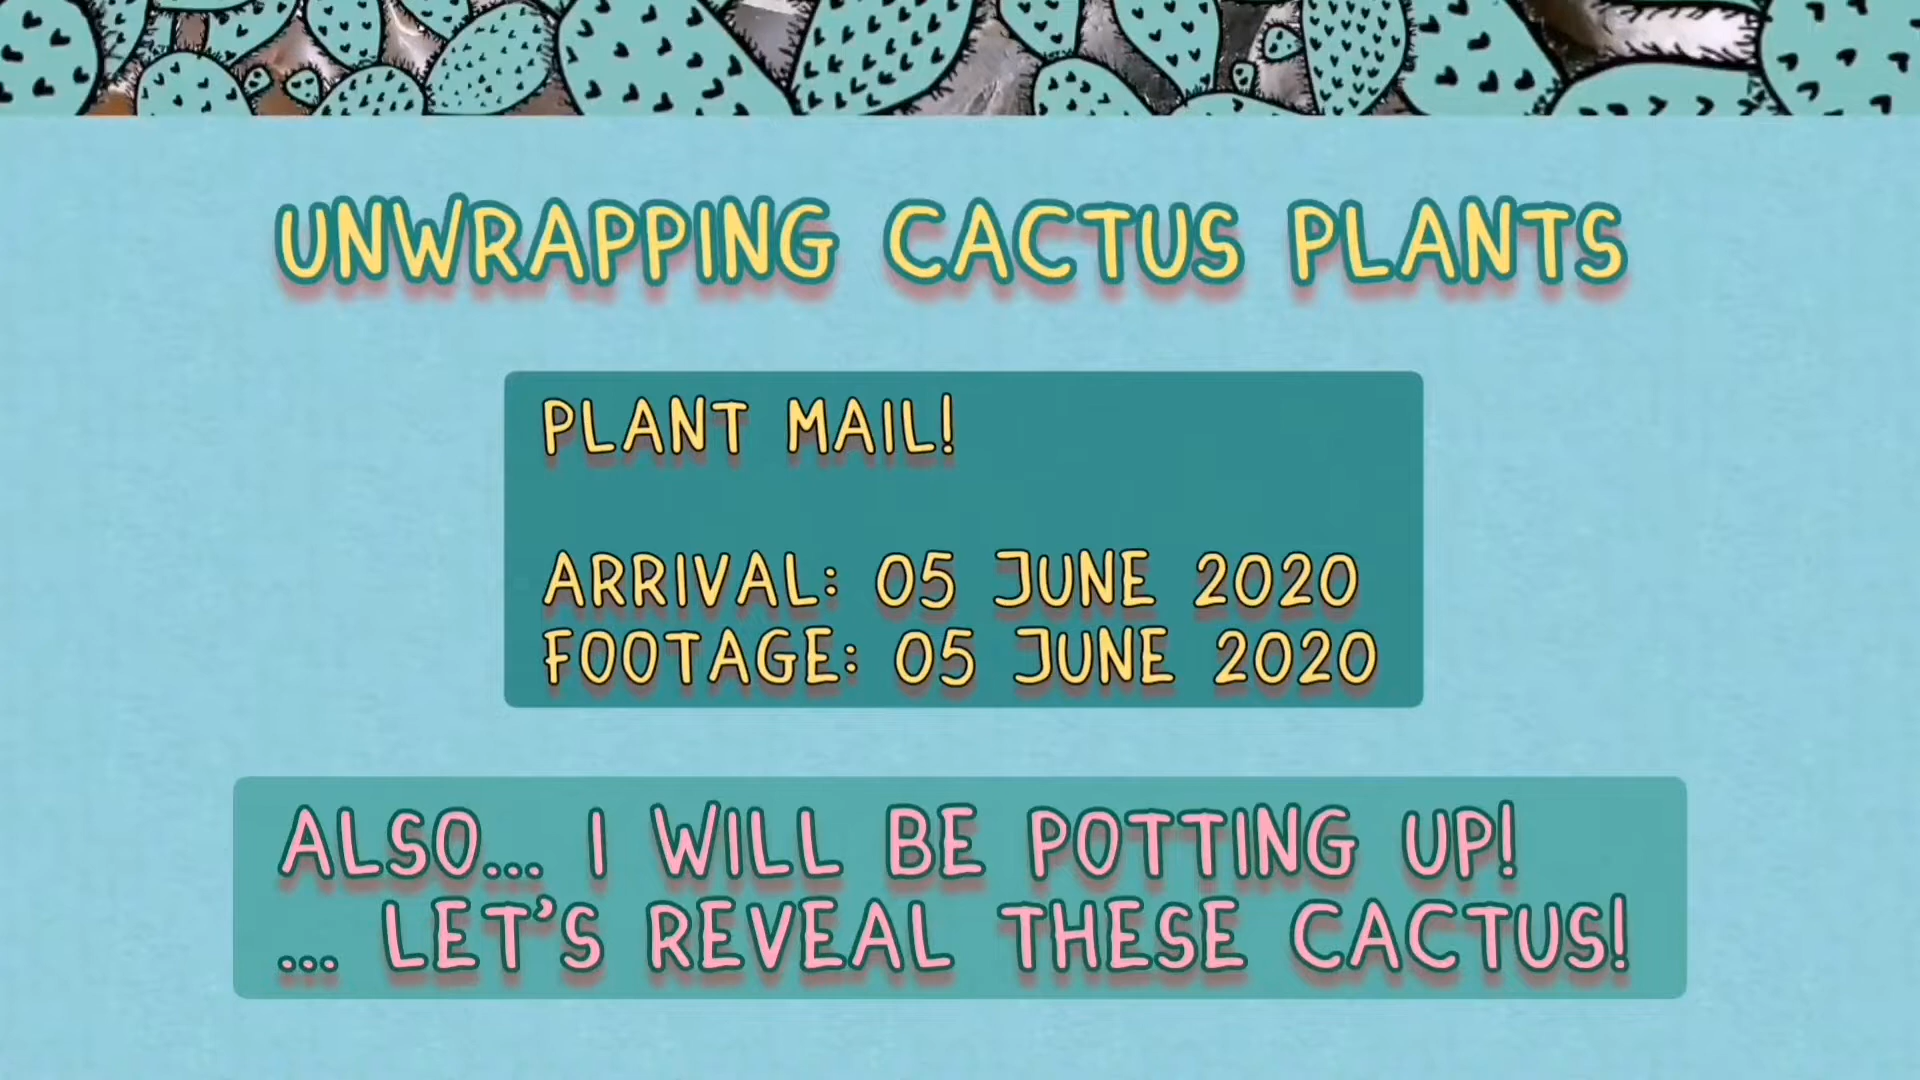 UNWRAPPING CACTUS PLANTS
PLANT MAIL!
ARRIVAL: 05 JUNE 2020
FOOTAGE: 05 JUNE 2020
ALSO... I WILL BE POTTING UP!
... LET'S REVEAL THESE CACTUS!